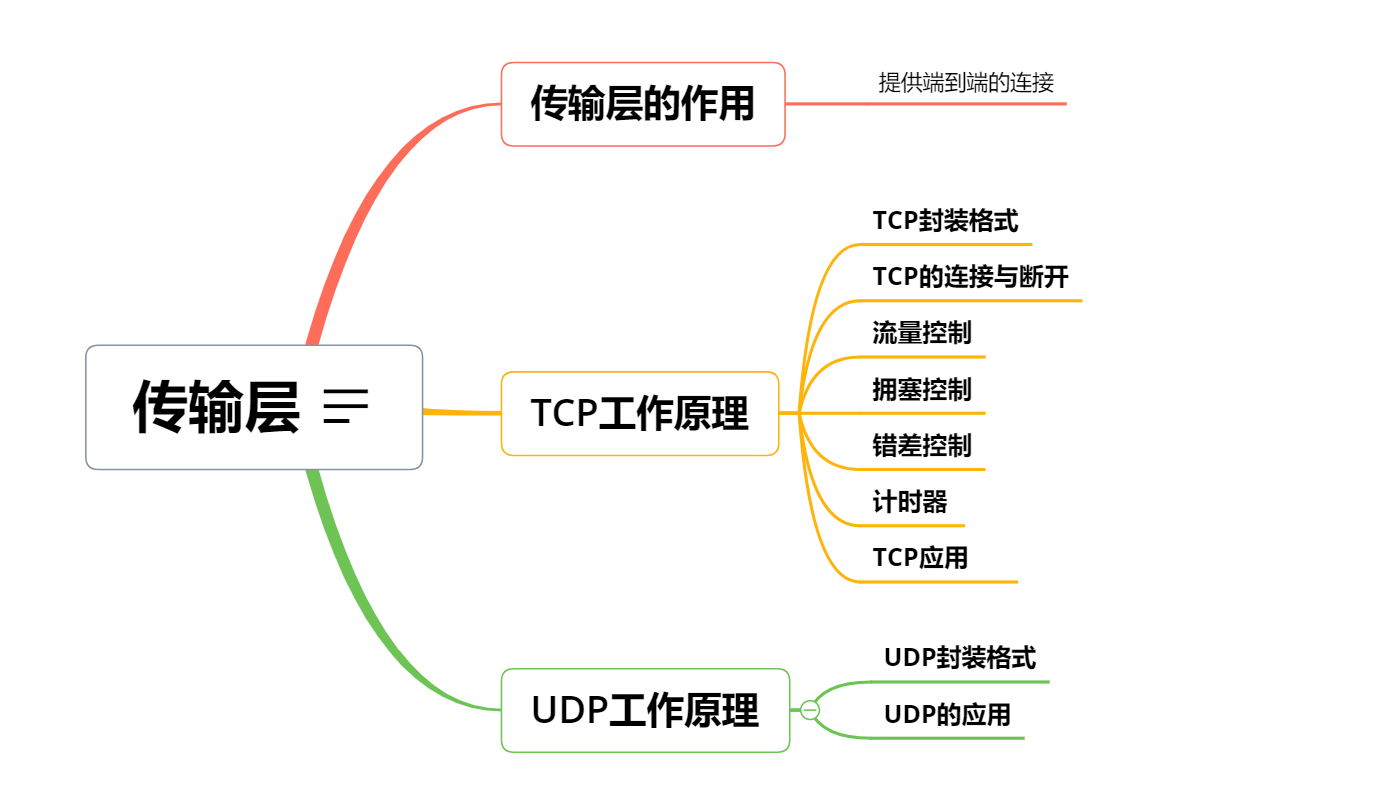 传输层的作用
提供端到端的连接
传输层
TCP工作原理
TCP封装格式
TCP的连接与断开
流量控制
拥塞控制
错差控制
计时器
TCP应用
UDP工作原理
UDP封装格式
UDP的应用